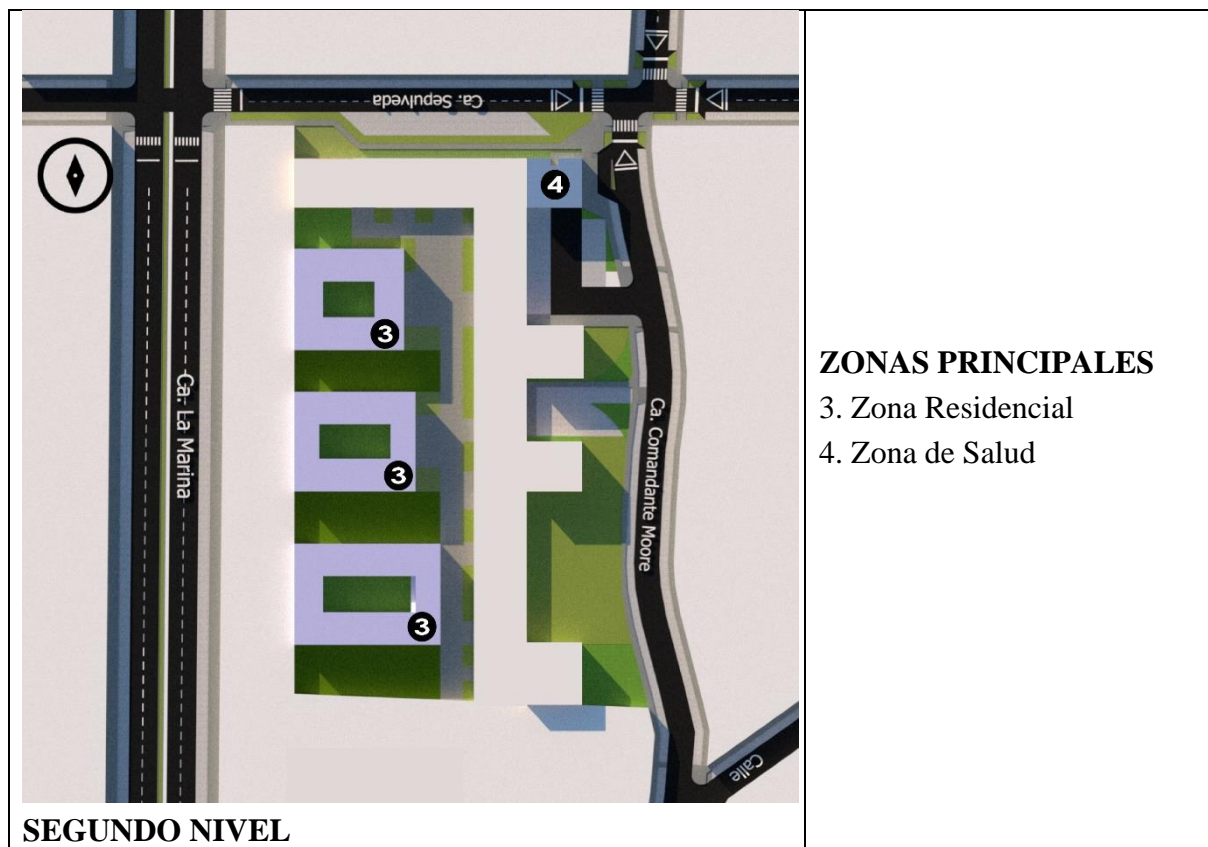 Ca. Sepulveda
4
3
Ca. La Marina
3
Ca. Comandante Moore
3
Calle
SEGUNDO NIVEL
ZONAS PRINCIPALES
3. Zona Residencial
4. Zona de Salud